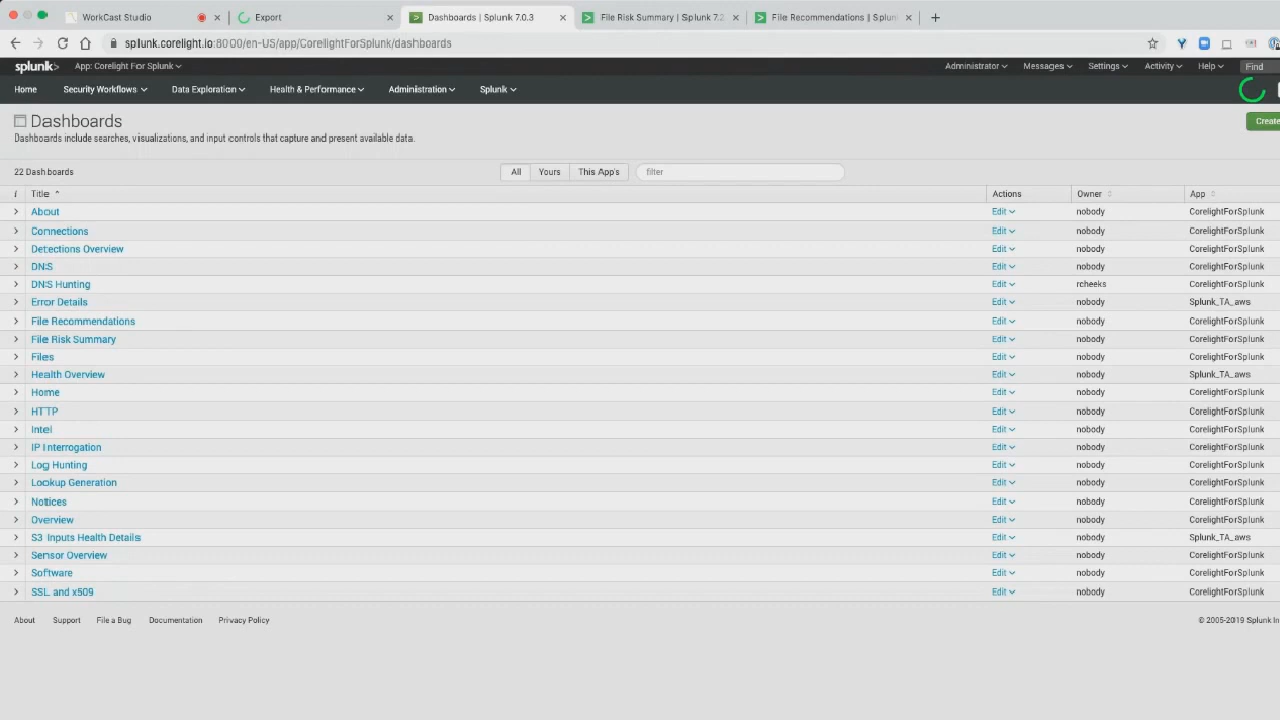 WorkCast Studio
Export
Dashboards | Splunk 7.0.3
File Risk Summary | Splunk 7.2.
File Recommendations | Splun
splunk.corelight.io:8000/en-US/app/CorelightForSplunk/dashboards
splunk> App: Corelight For Splunk Administrator Messages Settings Activity Help Find
Home Security Workflows Data Exploration Health & Performance Administration Splunk
Dashboards
Create
Dashboards include searches, visualizations, and input controls that capture and present available data.
22 Dashboards All Yours This App's filter
i Title Actions Owner App
About Edit nobody CorelightForSplunk
Connections Edit nobody CorelightForSplunk
Detections Overview Edit nobody CorelightForSplunk
DNS Edit nobody CorelightForSplunk
DNS Hunting Edit rcheeks CorelightForSplunk
Error Details Edit nobody Splunk_TA_aws
File Recommendations Edit nobody CorelightForSplunk
File Risk Summary Edit nobody CorelightForSplunk
Files Edit nobody CorelightForSplunk
Health Overview Edit nobody Splunk_TA_aws
Home Edit nobody CorelightForSplunk
HTTP Edit nobody CorelightForSplunk
Intel Edit nobody CorelightForSplunk
IP Interrogation Edit nobody CorelightForSplunk
Log Hunting Edit nobody CorelightForSplunk
Lookup Generation Edit nobody CorelightForSplunk
Notices Edit nobody CorelightForSplunk
Overview Edit nobody CorelightForSplunk
S3 Inputs Health Details Edit nobody Splunk_TA_aws
Sensor Overview Edit nobody CorelightForSplunk
Software Edit nobody CorelightForSplunk
SSL and x509 Edit nobody CorelightForSplunk
About Support File a Bug Documentation Privacy Policy © 2005-2019 Splunk In